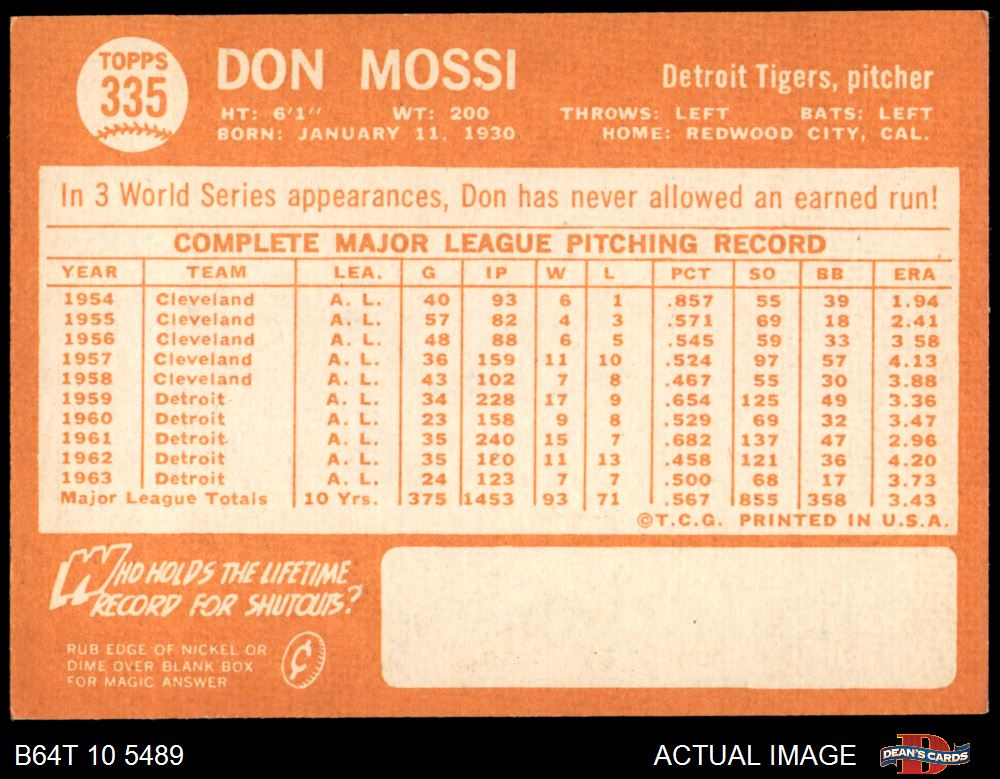 TOPPS
335
DON MOSSI
Detroit Tigers, pitcher
HT: 6'1" WT: 200 THROWS: LEFT BATS: LEFT
BORN: JANUARY 11, 1930 HOME: REDWOOD CITY, CAL.
In 3 World Series appearances, Don has never allowed an earned run!
COMPLETE MAJOR LEAGUE PITCHING RECORD
YEAR TEAM LEA. G IP W L PCT SO BB ERA
1954 Cleveland A. L. 40 93 6 1 .857 55 39 1.94
1955 Cleveland A. L. 57 82 4 3 .571 69 18 2.41
1956 Cleveland A. L. 48 88 6 5 .545 59 33 3 58
1957 Cleveland A. L. 36 159 11 10 .524 97 57 4.13
1958 Cleveland A. L. 43 102 7 8 .467 55 30 3.88
1959 Detroit A. L. 34 228 17 9 .654 125 49 3.36
1960 Detroit A. L. 23 158 9 8 .529 69 32 3.47
1961 Detroit A. L. 35 240 15 7 .682 137 47 2.96
1962 Detroit A. L. 35 180 11 13 .458 121 36 4.20
1963 Detroit A. L. 24 123 7 7 .500 68 17 3.73
Major League Totals 10 Yrs. 375 1453 93 71 .567 855 358 3.43
©T.C.G. PRINTED IN U.S.A.
WHO HOLDS THE LIFETIME
RECORD FOR SHUTOUTS?
RUB EDGE OF NICKEL OR
DIME OVER BLANK BOX
FOR MAGIC ANSWER
¢
B64T 10 5489
ACTUAL IMAGE
D
DEAN'S CARDS